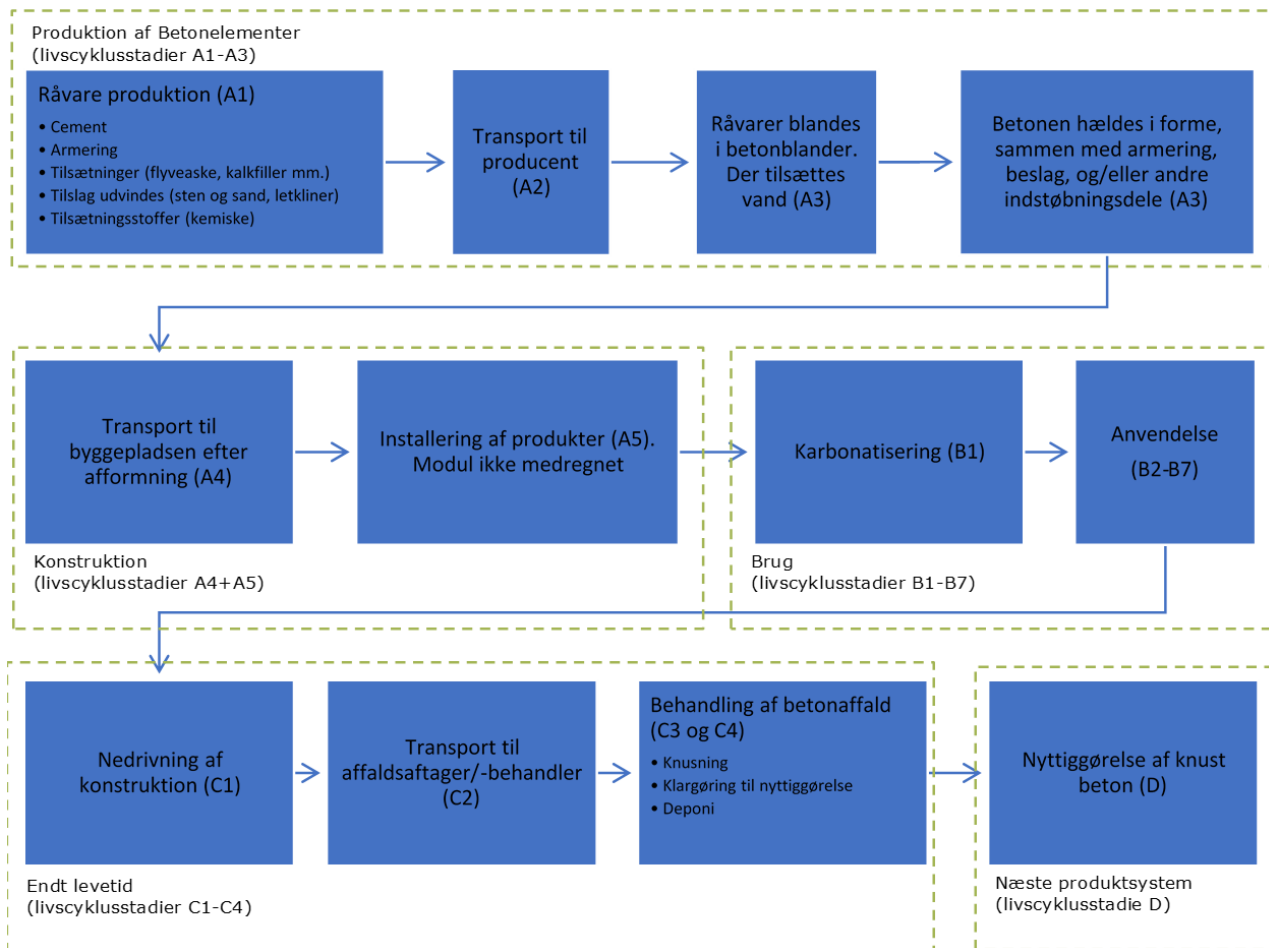 Produktion af Betonelementer
(livscyklusstadier A1-A3)
Råvare produktion (A1)
• Cement
• Armering
• Tilsætninger (flyveaske, kalkfiller mm.)
• Tilslag udvindes (sten og sand, letkliner)
• Tilsætningsstoffer (kemiske)
Transport til
producent
(A2)
Råvarer blandes
i betonblander.
Der tilsættes
vand (A3)
Betonen hældes i forme,
sammen med armering,
beslag, og/eller andre
indstøbningsdele (A3)
Transport til
byggepladsen efter
afformning (A4)
Installering af produkter (A5).
Modul ikke medregnet
Konstruktion
(livscyklusstadier A4+A5)
Karbonatisering (B1)
Anvendelse
(B2-B7)
Brug
(livscyklusstadier B1-B7)
Nedrivning af
konstruktion (C1)
Transport til
affaldsaftager/-behandler
(C2)
Behandling af betonaffald
(C3 og C4)
• Knusning
• Klargøring til nyttiggørelse
• Deponi
Endt levetid
(livscyklusstadier C1-C4)
Nyttiggørelse af knust
beton (D)
Næste produktsystem
(livscyklusstadie D)